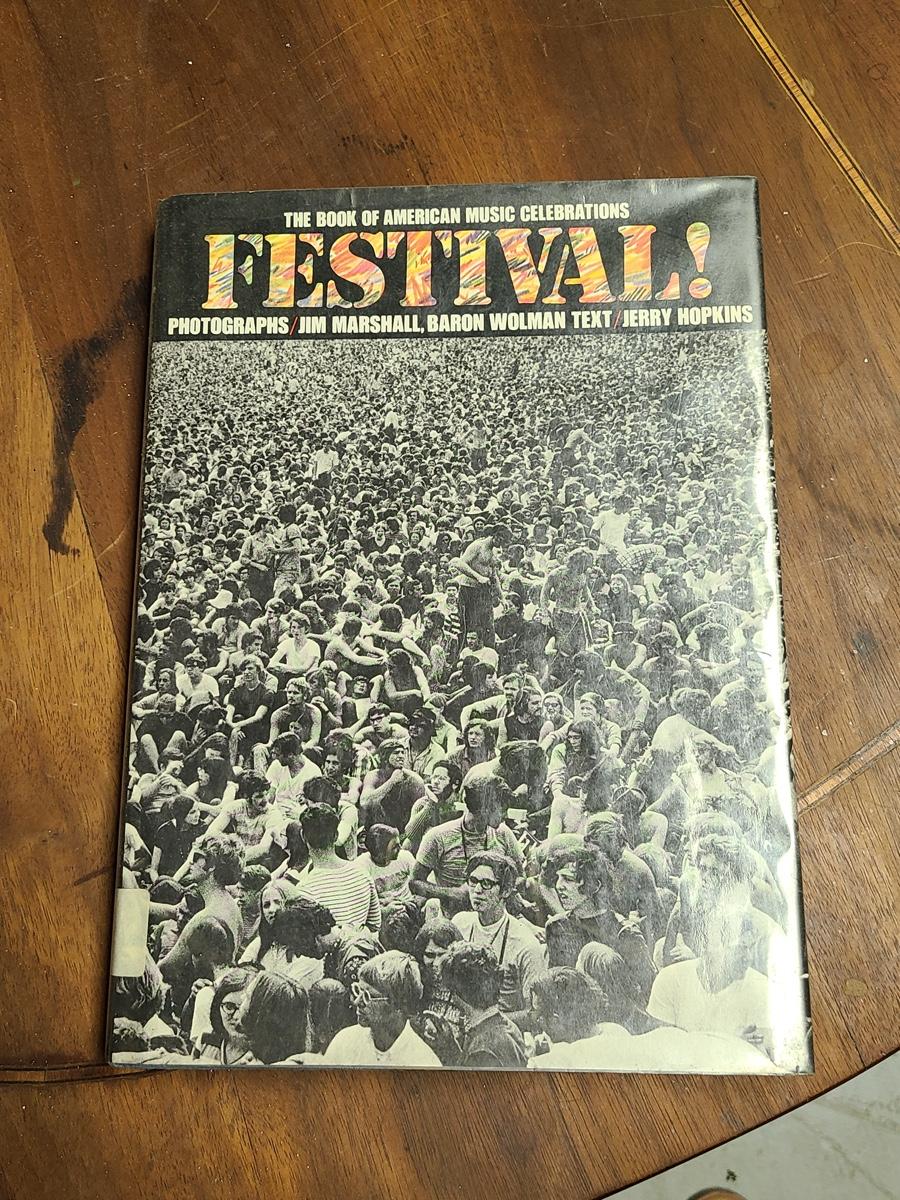 THE BOOK OF AMERICAN MUSIC CELEBRATIONS
FESTIVAL!
PHOTOGRAPHS/JIM MARSHALL, BARON WOLMAN TEXT/JERRY HOPKINS